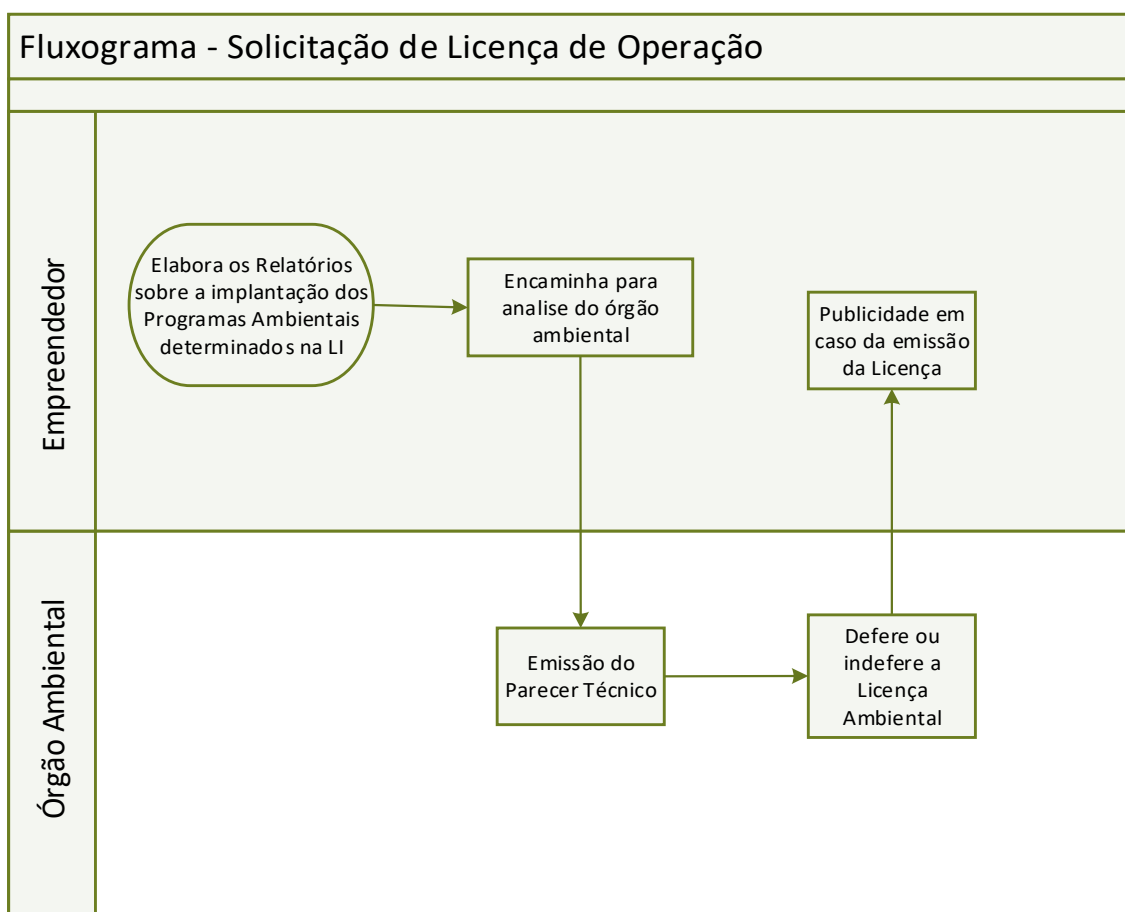 Fluxograma - Solicitação de Licença de Operação
Empreendedor
Elabora os Relatórios
sobre a implantação dos
Programas Ambientais
determinados na LI
Encaminha para
analise do órgão
ambiental
Publicidade em
caso da emissão
da Licença
Órgão Ambiental
Emissão do
Parecer Técnico
Defere ou
indefere a
Licença
Ambiental